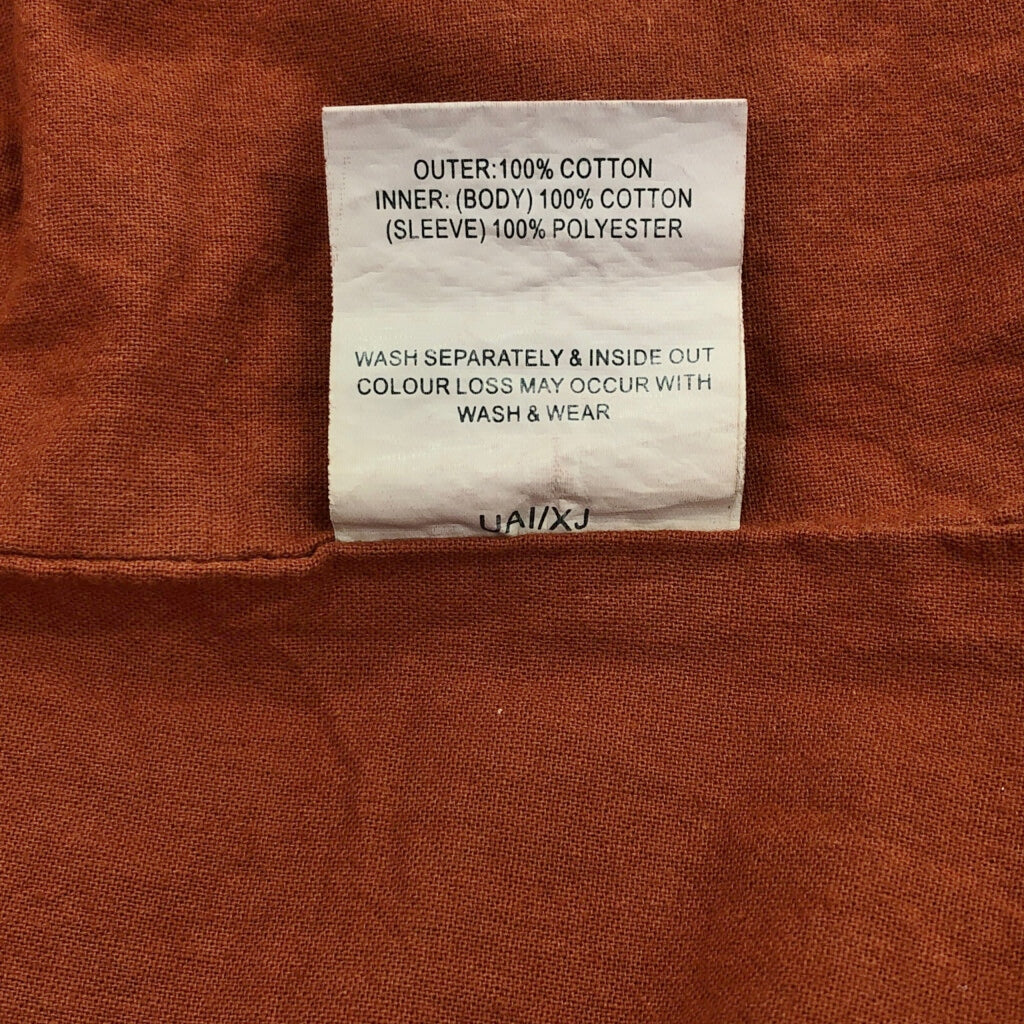 OUTER:100% COTTON
INNER: (BODY) 100% COTTON
(SLEEVE) 100% POLYESTER
WASH SEPARATELY & INSIDE OUT
COLOUR LOSS MAY OCCUR WITH
WASH & WEAR
UAI/XJ